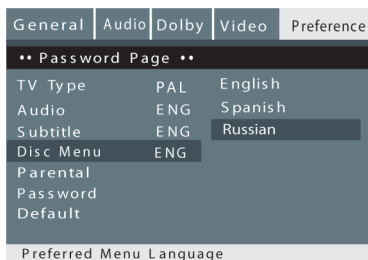 General Audio Dolby Video Preference
•• Password Page ••
TV Type PAL English
Audio ENG Spanish
Subtitle ENG Russian
Disc Menu ENG
Parental
Password
Default
Preferred Menu Language